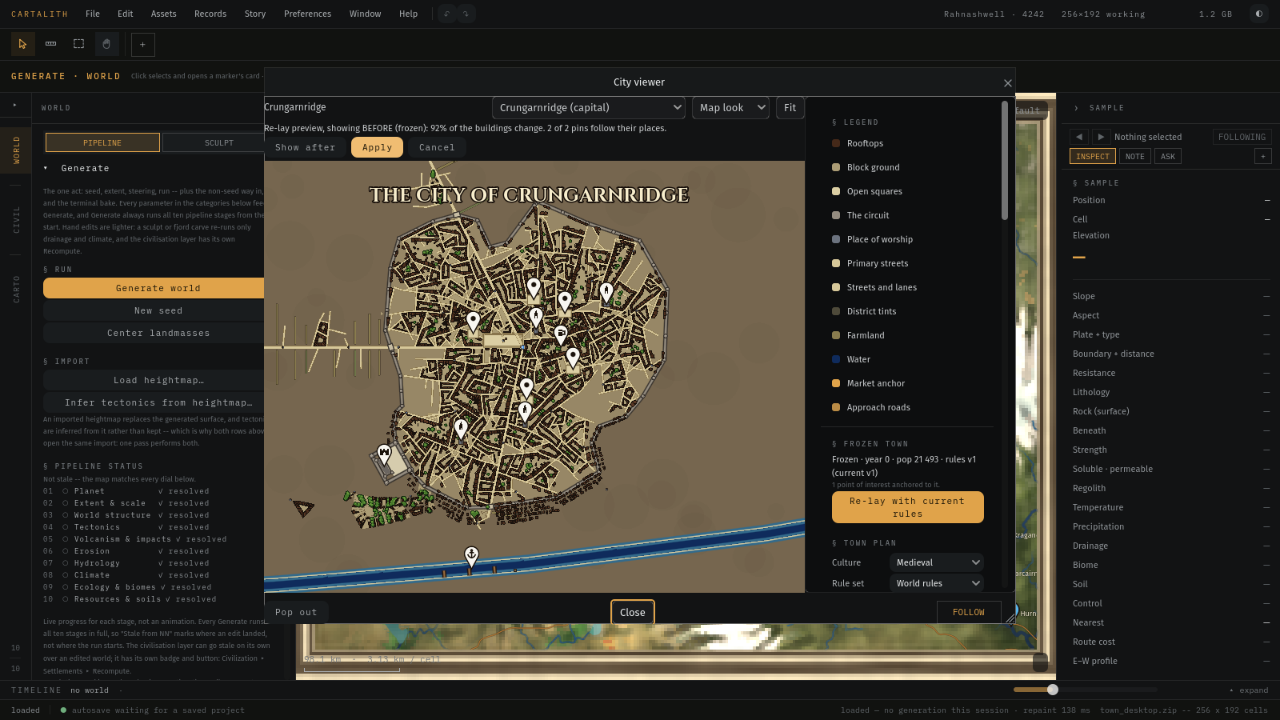 CARTALITH File Edit Assets Records Story Preferences Window Help
Rahnashwell · 4242 256×192 working 1.2 GB
GENERATE · WORLD Click selects and opens a marker's card
City viewer
WORLD
WORLD
CIVIL
CARTO
10
10
PIPELINE SCULPT
Generate
The one act: seed, extent, steering, run — plus the non-seed way in,
and the terminal bake. Every parameter in the categories below
Generate, and Generate always runs all ten pipeline stages from the
start. Hand edits are lighter: a sculpt or fjord carve re-runs only
drainage and climate, and the civilisation layer has its own
Recompute.
§ RUN
Generate world
New seed
Center landmasses
§ IMPORT
Load heightmap…
Infer tectonics from heightmap…
An imported heightmap replaces the generated surface, and
are inferred from it rather than kept — which is why both rows
open the same import: one pass performs both.
§ PIPELINE STATUS
Not stale — the map matches every dial below.
01 Planet √ resolved
02 Extent & scale √ resolved
03 World structure √ resolved
04 Tectonics √ resolved
05 Volcanism & impacts √ resolved
06 Erosion √ resolved
07 Hydrology √ resolved
08 Climate √ resolved
09 Ecology & biomes √ resolved
10 Resources & soils √ resolved
Live progress for each stage, not an animation. Every Generate
all ten stages in full, so "Stale from NN" marks where an edit landed,
not where the run starts. The civilisation layer can go stale on its own
over an edited world; it has its own badge and button: Civilization ▸
Settlements ▸ Recompute.
Crungarnridge Crungarnridge (capital) Map look Fit
Re-lay preview, showing BEFORE (frozen): 92% of the buildings change. 2 of 2 pins follow their places.
Show after Apply Cancel
THE CITY OF CRUNGARNRIDGE
§ LEGEND
Rooftops
Block ground
Open squares
The circuit
Place of worship
Primary streets
Streets and lanes
District tints
Farmland
Water
Market anchor
Approach roads
§ FROZEN TOWN
Frozen · year 0 · pop 21 493 · rules v1
(current v1)
1 point of interest anchored to it.
Re-lay with current
rules
§ TOWN PLAN
Culture Medieval
Rule set World rules
Pop out Close FOLLOW
SAMPLE
Nothing selected FOLLOWING
INSPECT NOTE ASK +
§ SAMPLE
Position —
Cell —
Elevation
—
Slope —
Aspect —
Plate + type —
Boundary + distance —
Resistance —
Lithology —
Rock (surface) —
Beneath —
Strength —
Soluble · permeable —
Regolith —
Temperature —
Precipitation —
Drainage —
Biome —
Soil —
Control —
Nearest —
Route cost —
E–W profile —
Hurn
TIMELINE no world · expand
loaded autosave waiting for a saved project
loaded — no generation this session · repaint 138 ms town_desktop.zip -- 256 x 192 cells